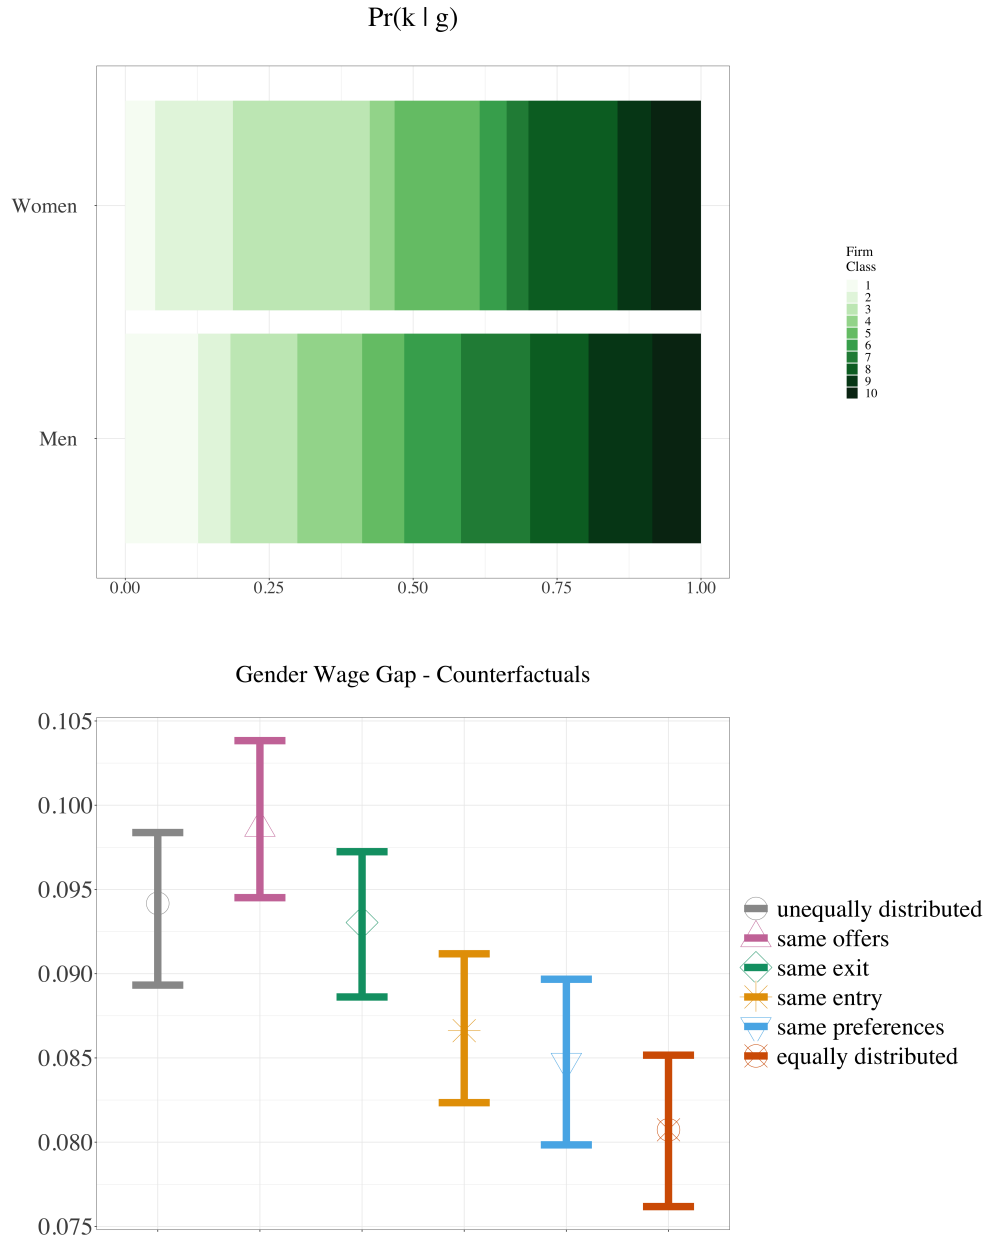 Pr(k | g)
Women
Men
0.00 0.25 0.50 0.75 1.00
Firm
Class
1
2
3
4
5
6
7
8
9
10
Gender Wage Gap - Counterfactuals
0.105
0.100
0.095
0.090
0.085
0.080
0.075
unequally distributed
same offers
same exit
same entry
same preferences
equally distributed